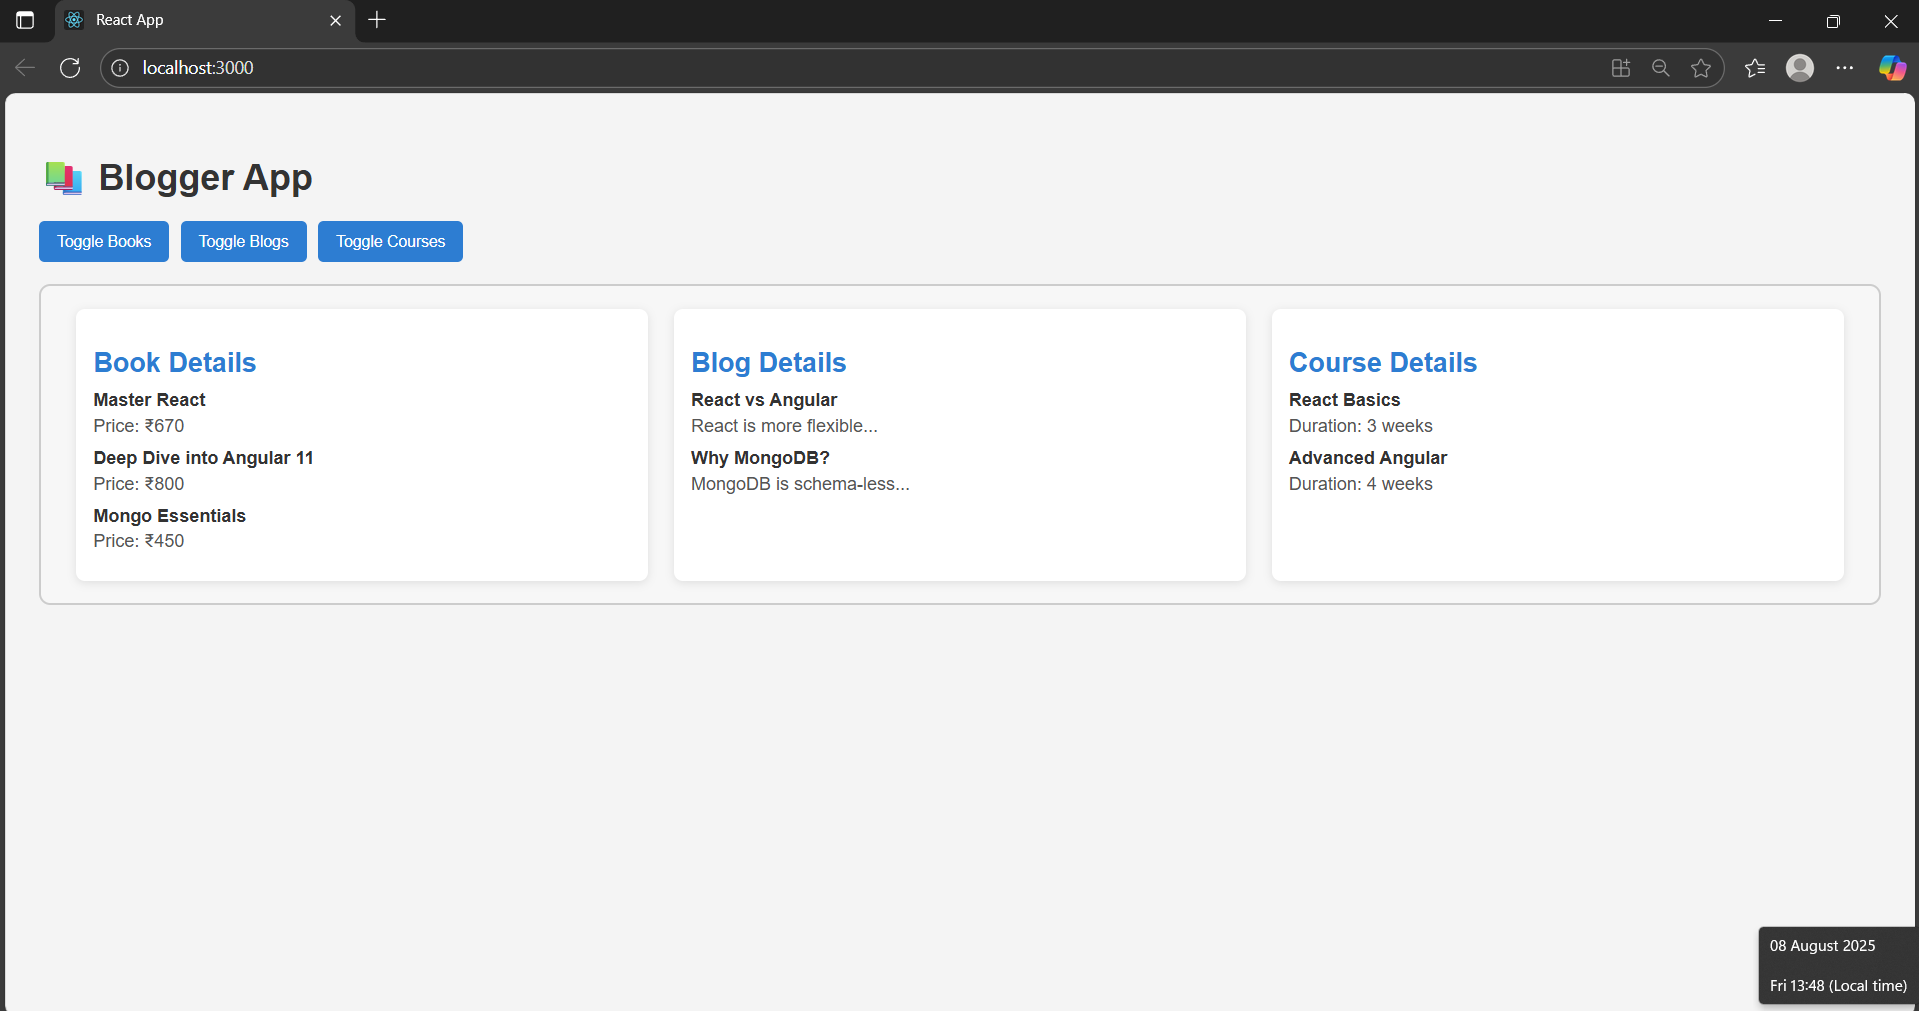 React App
localhost:3000
Blogger App
Toggle Books
Toggle Blogs
Toggle Courses
Book Details
Master React
Price: ₹670
Deep Dive into Angular 11
Price: ₹800
Mongo Essentials
Price: ₹450
Blog Details
React vs Angular
React is more flexible...
Why MongoDB?
MongoDB is schema-less...
Course Details
React Basics
Duration: 3 weeks
Advanced Angular
Duration: 4 weeks
08 August 2025
Fri 13:48 (Local time)